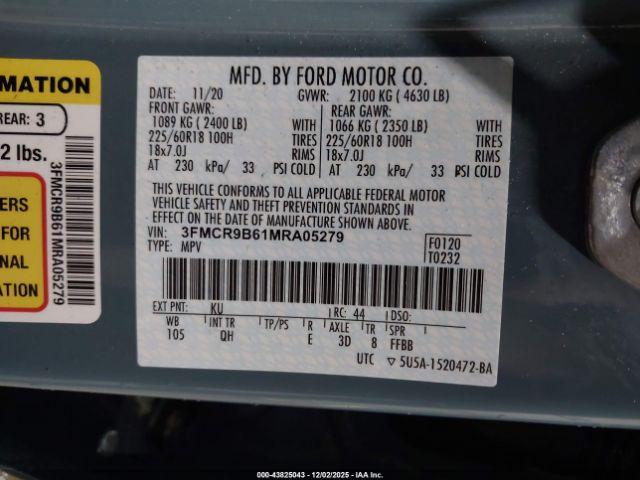 MFD. BY FORD MOTOR CO.
DATE: 11/20 GVWR: 2100 KG ( 4630 LB)
FRONT GAWR: REAR GAWR:
1089 KG ( 2400 LB) WITH 1066 KG ( 2350 LB) WITH
225/60R18 100H TIRES 225/60R18 100H TIRES
18x7.0J RIMS 18x7.0J RIMS
AT 230 kPa/ 33 PSI COLD AT 230 kPa/ 33 PSI COLD
THIS VEHICLE CONFORMS TO ALL APPLICABLE FEDERAL MOTOR
VEHICLE SAFETY AND THEFT PREVENTION STANDARDS IN
EFFECT ON THE DATE OF MANUFACTURE SHOWN ABOVE.
VIN: 3FMCR9B61MRA05279
TYPE: MPV
F0120
T0232
EXT PNT: KU RC: 44 DSO:
WB INT TR TP/PS R AXLE TR SPR
105 QH E 3D 8 FFBB
UTC 5U5A-1520472-BA
RMATION
REAR: 3
2 lbs.
ERS
FOR
NAL
ATION
3FMCR9B61MRA05279
000-43825043 - 12/02/2025 - IAA Inc.